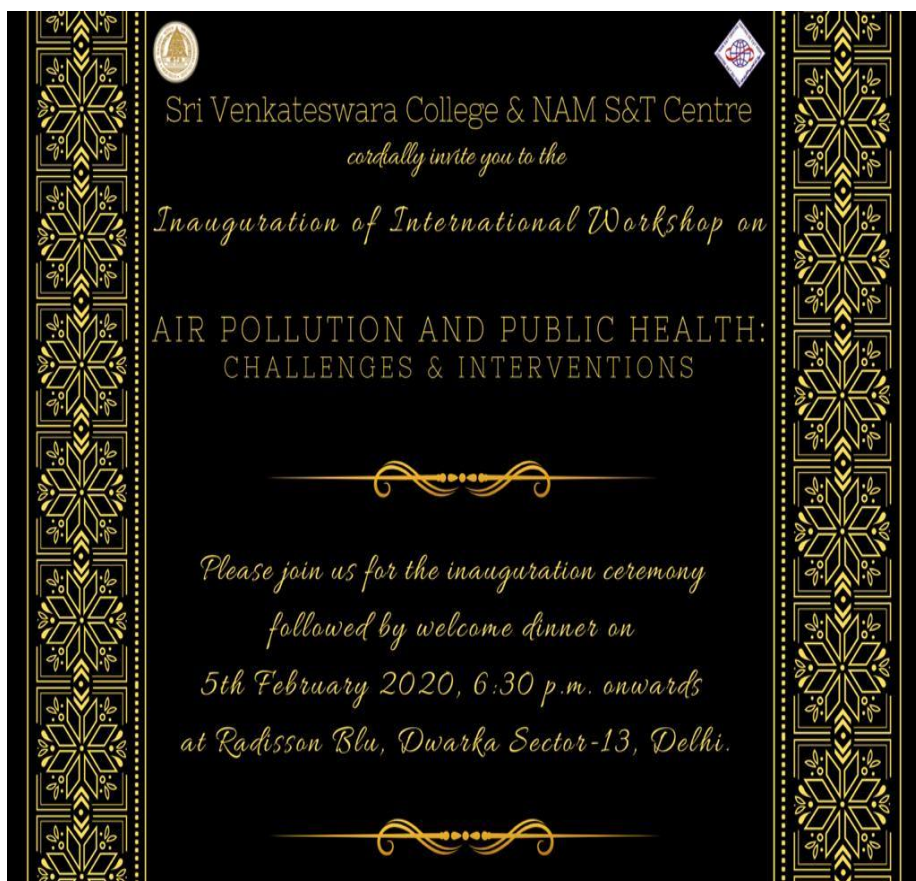 Sri Venkateswara College & NAM S&T Centre
cordially invite you to the
Inauguration of International Workshop on
AIR POLLUTION AND PUBLIC HEALTH:
CHALLENGES & INTERVENTIONS
Please join us for the inauguration ceremony
followed by welcome dinner on
5th February 2020, 6:30 p.m. onwards
at Radisson Blu, Dwarka Sector-13, Delhi.